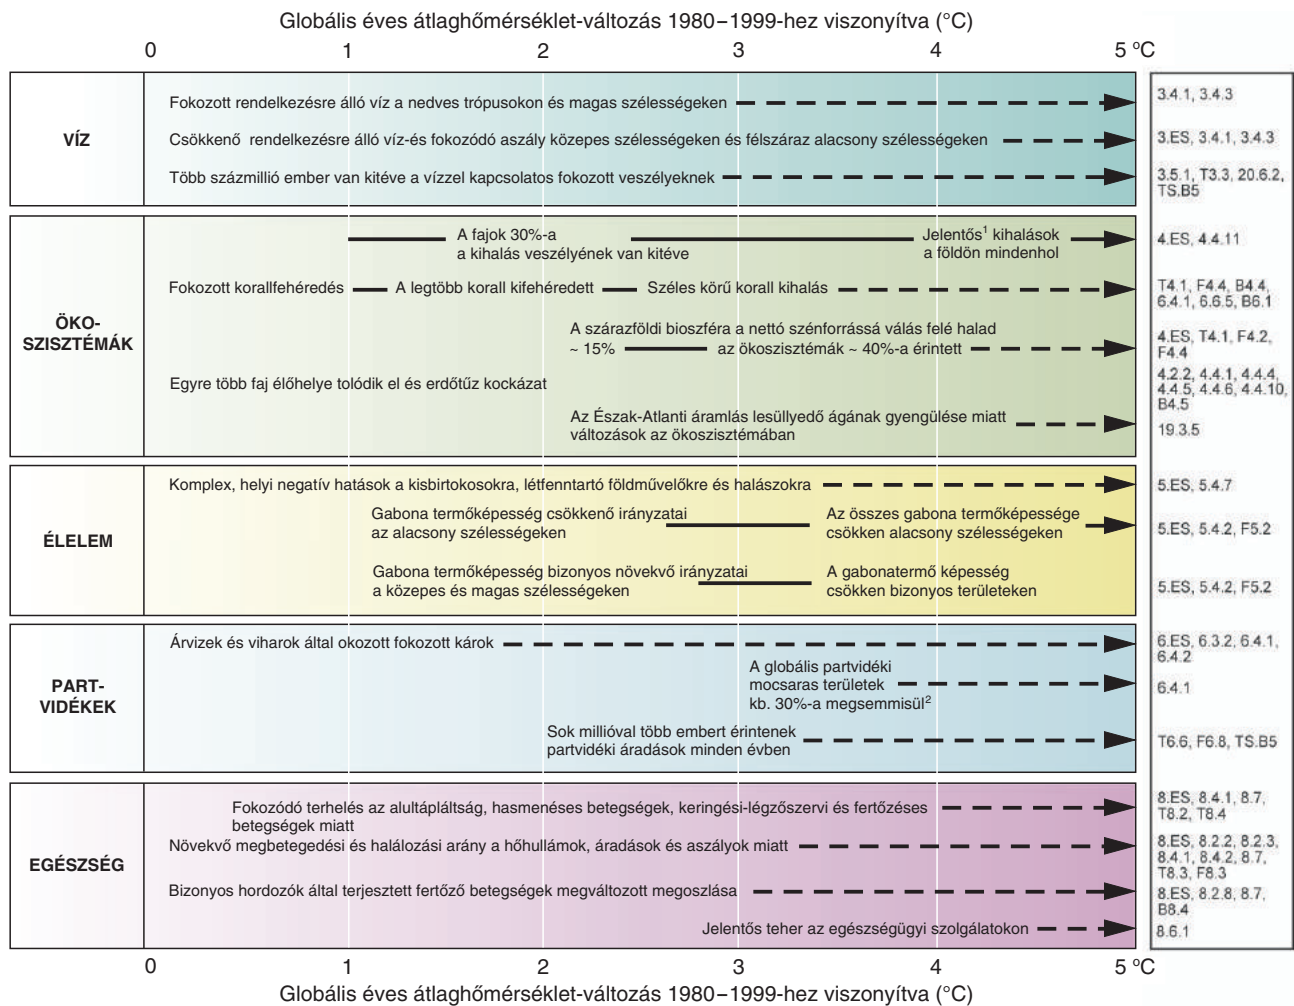 Globális éves átlaghőmérséklet-változás 1980–1999-hez viszonyítva (°C)
0 1 2 3 4 5 °C
VÍZ
Fokozott rendelkezésre álló víz a nedves trópusokon és magas szélességeken
3.4.1, 3.4.3
Csökkenő rendelkezésre álló víz-és fokozódó aszály közepes szélességeken és félszáraz alacsony szélességeken
3.ES, 3.4.1, 3.4.3
Több százmillió ember van kitéve a vízzel kapcsolatos fokozott veszélyeknek
3.5.1, T3.3, 20.6.2,
TS.B5
ÖKO-
SZISZTÉMÁK
A fajok 30%-a
a kihalás veszélyének van kitéve
Jelentős¹ kihalások
a földön mindenhol
4.ES, 4.4.11
Fokozott korallfehéredés
A legtöbb korall kifehéredett
Széles körű korall kihalás
T4.1, F4.4, B4.4,
6.4.1, 6.6.5, B6.1
A szárazföldi bioszféra a nettó szénforrássá válás felé halad
~ 15% az ökoszisztémák ~ 40%-a érintett
4.ES, T4.1, F4.2,
F4.4
Egyre több faj élőhelye tolódik el és erdőtűz kockázat
4.2.2, 4.4.1, 4.4.4,
4.4.5, 4.4.6, 4.4.10,
B4.5
Az Észak-Atlanti áramlás lesüllyedő ágának gyengülése miatt
változások az ökoszisztémában
19.3.5
ÉLELEM
Komplex, helyi negatív hatások a kisbirtokosokra, létfenntartó földművelőkre és halászokra
5.ES, 5.4.7
Gabona termőképesség csökkenő irányzatai
az alacsony szélességeken
Az összes gabona termőképessége
csökken alacsony szélességeken
5.ES, 5.4.2, F5.2
Gabona termőképesség bizonyos növekvő irányzatai
a közepes és magas szélességeken
A gabonatermő képesség
csökken bizonyos területeken
5.ES, 5.4.2, F5.2
PART-
VIDÉKEK
Árvizek és viharok által okozott fokozott károk
6.ES, 6.3.2, 6.4.1,
6.4.2
A globális partvidéki
mocsaras területek
kb. 30%-a megsemmisül²
6.4.1
Sok millióval több embert érintenek
partvidéki áradások minden évben
T6.6, F6.8, TS.B5
EGÉSZSÉG
Fokozódó terhelés az alultápláltság, hasmenéses betegségek, keringési-légzőszervi és fertőzéses
betegségek miatt
8.ES, 8.4.1, 8.7,
T8.2, T8.4
Növekvő megbetegedési és halálozási arány a hőhullámok, áradások és aszályok miatt
8.ES, 8.2.2, 8.2.3,
8.4.1, 8.4.2, 8.7,
T8.3, F8.3
Bizonyos hordozók által terjesztett fertőző betegségek megváltozott megoszlása
8.ES, 8.2.8, 8.7,
B8.4
Jelentős teher az egészségügyi szolgálatokon
8.6.1
0 1 2 3 4 5 °C
Globális éves átlaghőmérséklet-változás 1980–1999-hez viszonyítva (°C)